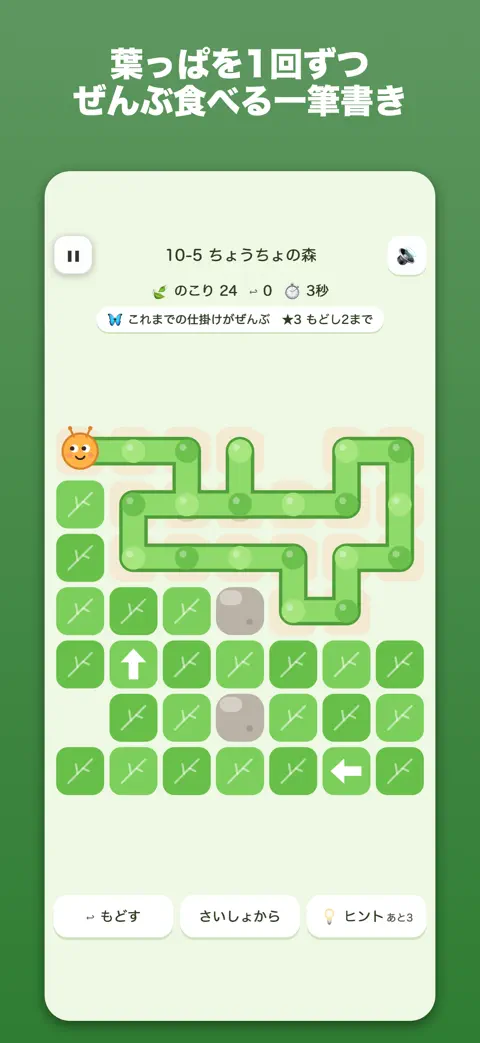 葉っぱを1回ずつ
ぜんぶ食べる一筆書き
10-5 ちょうちょの森
のこり 24 ↩ 0 3秒
これまでの仕掛けがぜんぶ ★3 もどし2まで
↩ もどす
さいしょから
ヒント あと3